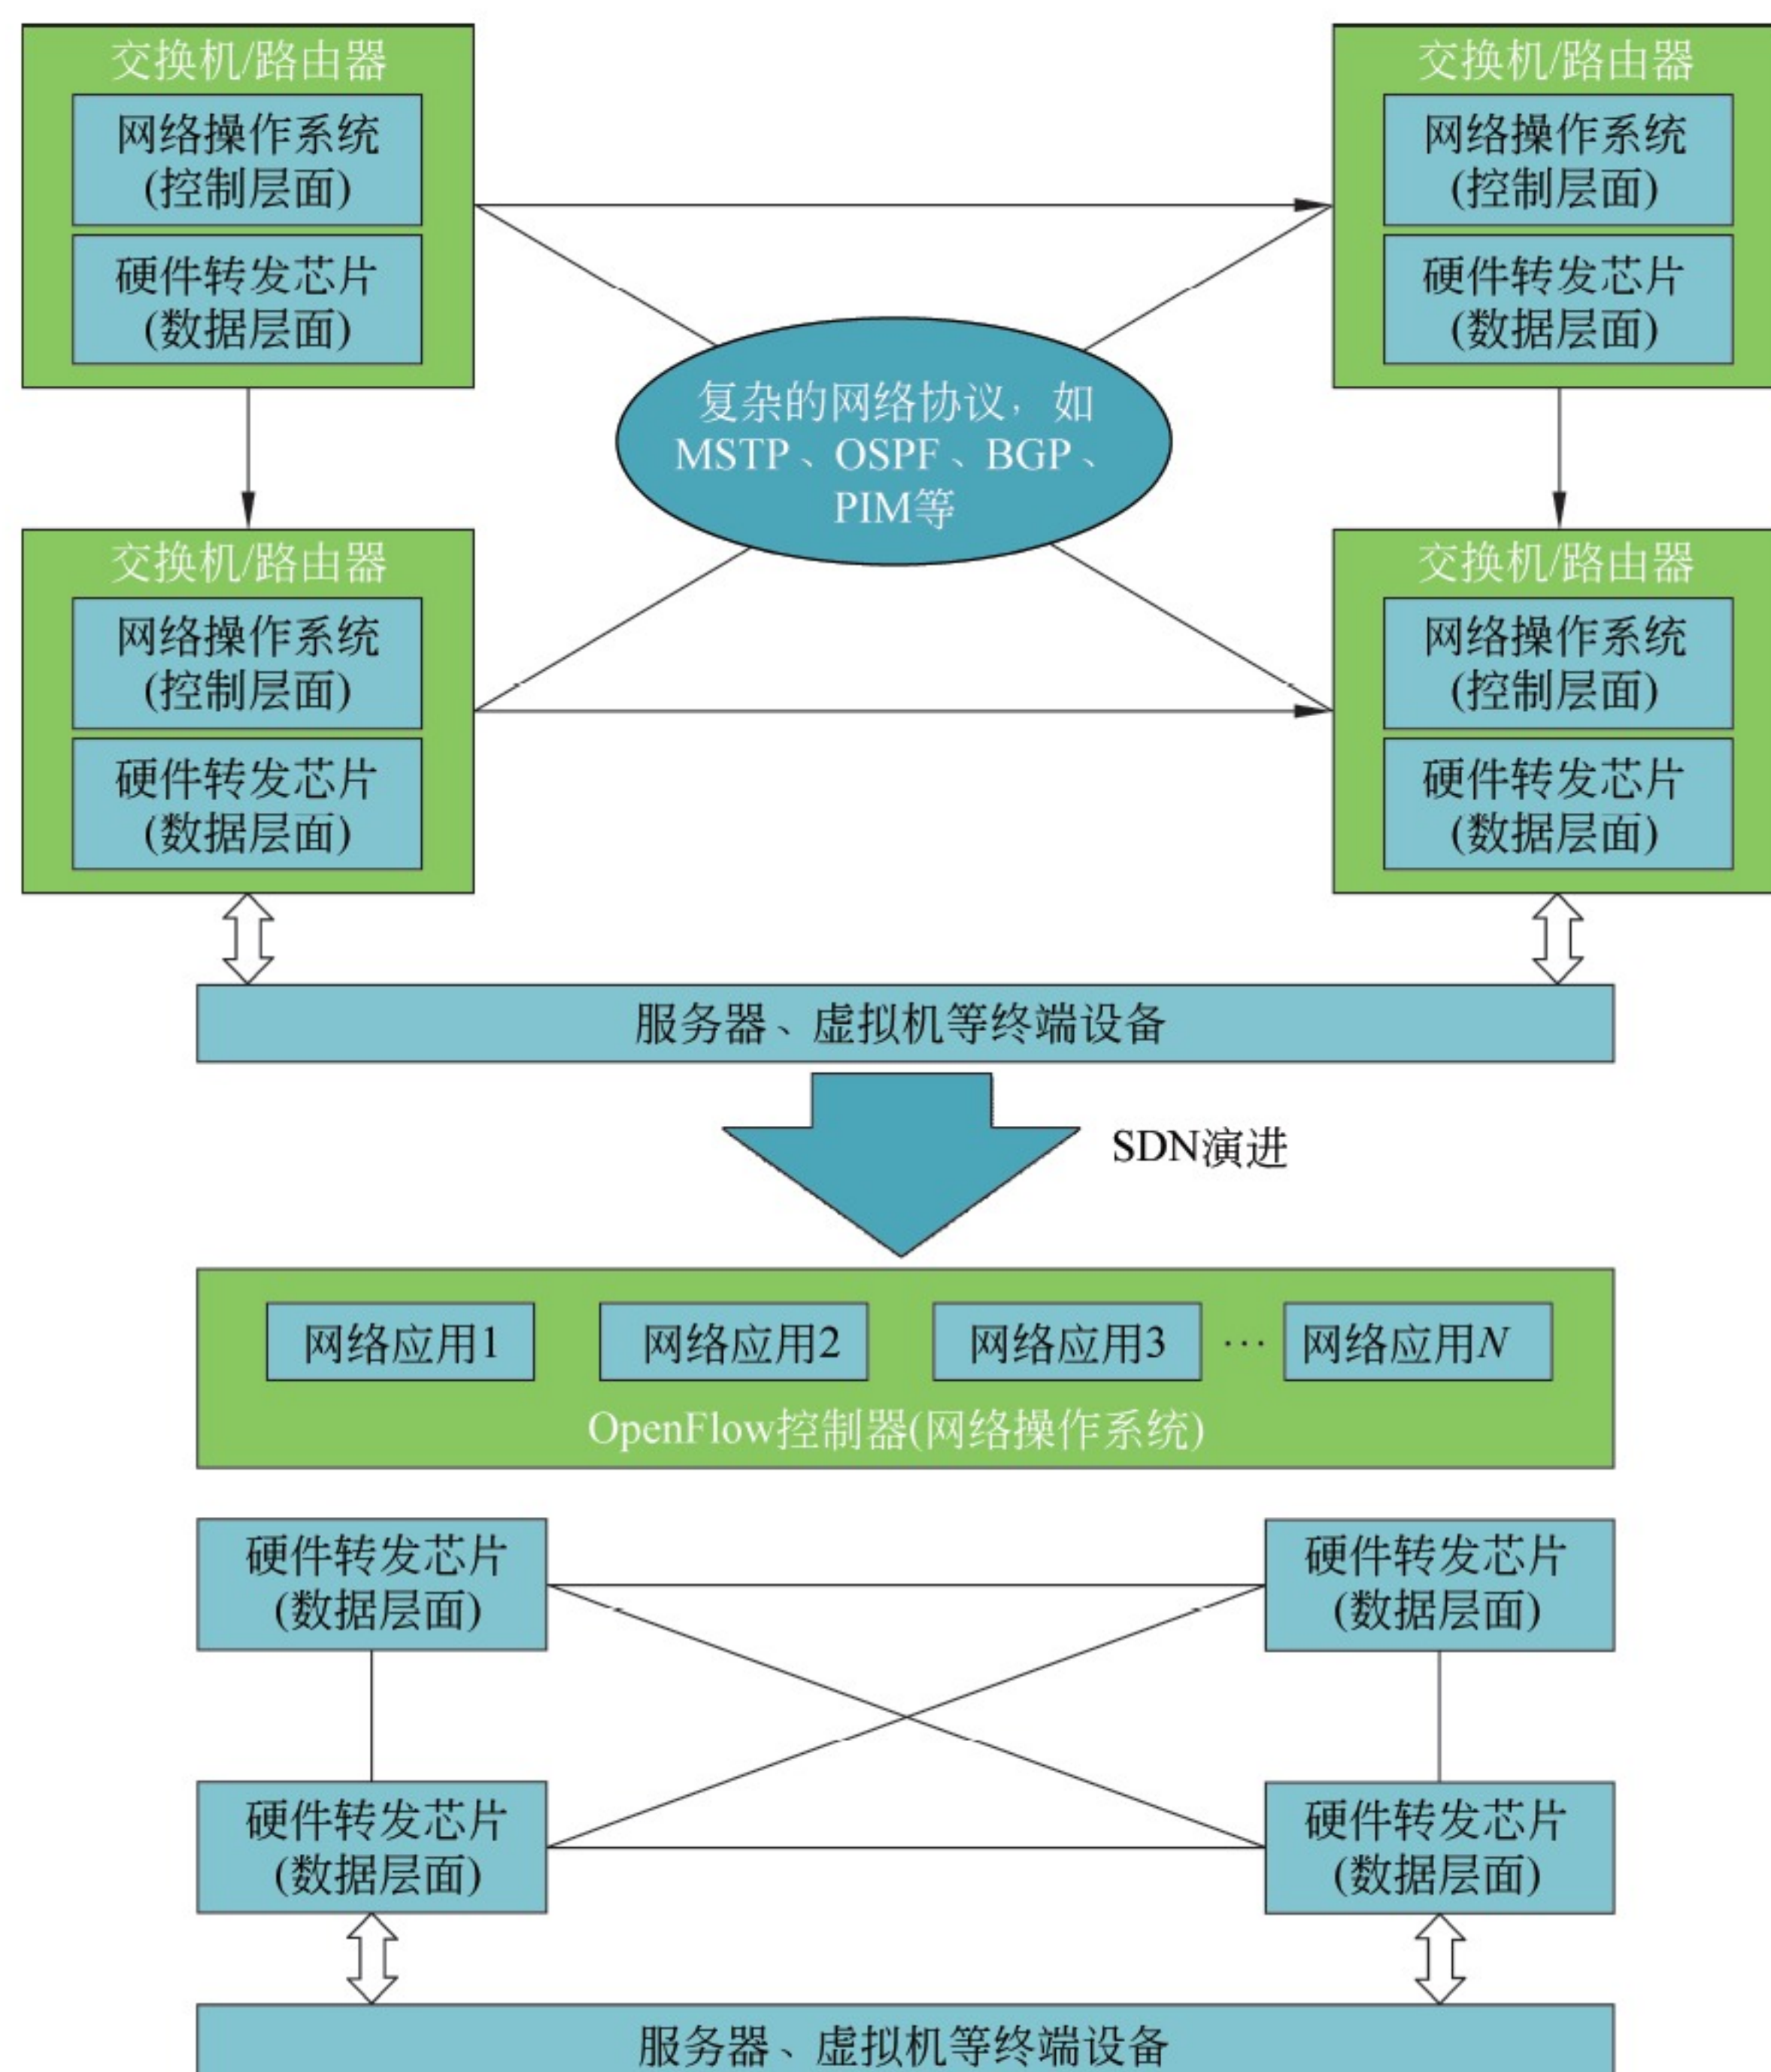 交换机/路由器
网络操作系统
(控制层面)
硬件转发芯片
(数据层面)
交换机/路由器
网络操作系统
(控制层面)
硬件转发芯片
(数据层面)
复杂的网络协议，如
MSTP、OSPF、BGP、
PIM等
交换机/路由器
网络操作系统
(控制层面)
硬件转发芯片
(数据层面)
交换机/路由器
网络操作系统
(控制层面)
硬件转发芯片
(数据层面)
服务器、虚拟机等终端设备
SDN演进
网络应用1
网络应用2
网络应用3
…
网络应用N
OpenFlow控制器(网络操作系统)
硬件转发芯片
(数据层面)
硬件转发芯片
(数据层面)
硬件转发芯片
(数据层面)
硬件转发芯片
(数据层面)
服务器、虚拟机等终端设备